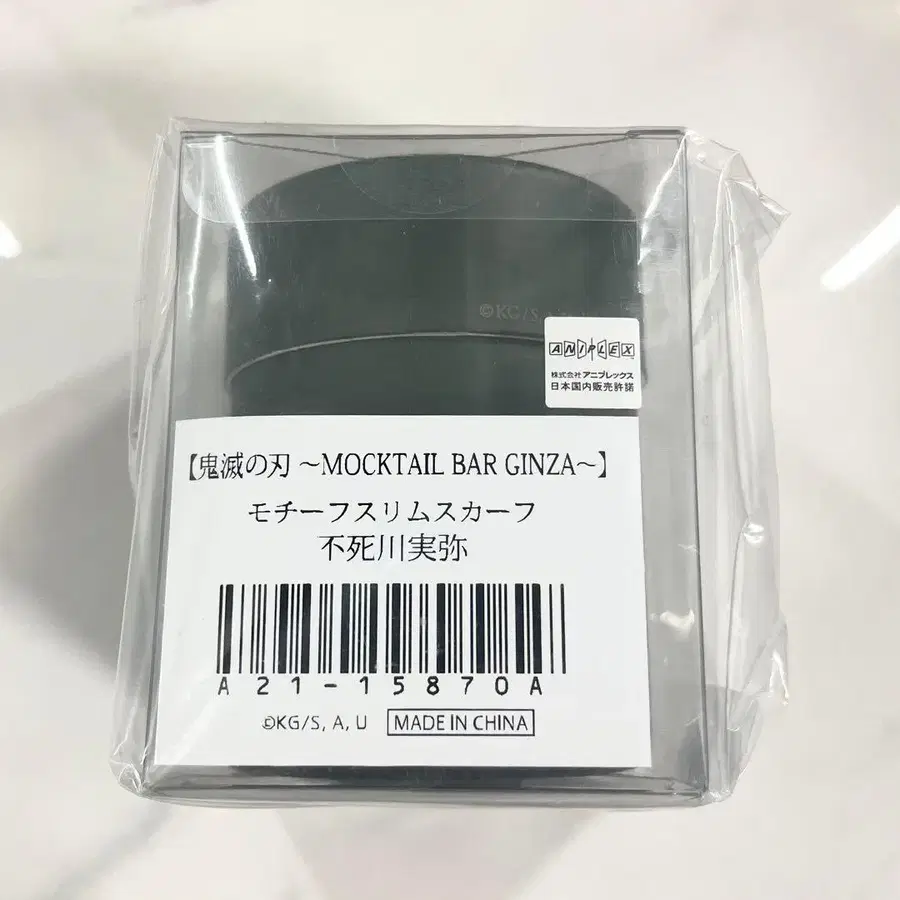 ©KG/S,
ANIPLEX
株式会社アニプレックス
日本国内販売許諾
【鬼滅の刃 ～MOCKTAIL BAR GINZA～】
モチーフスリムスカーフ
不死川実弥
A21-15870A
©KG/S, A, U
MADE IN CHINA